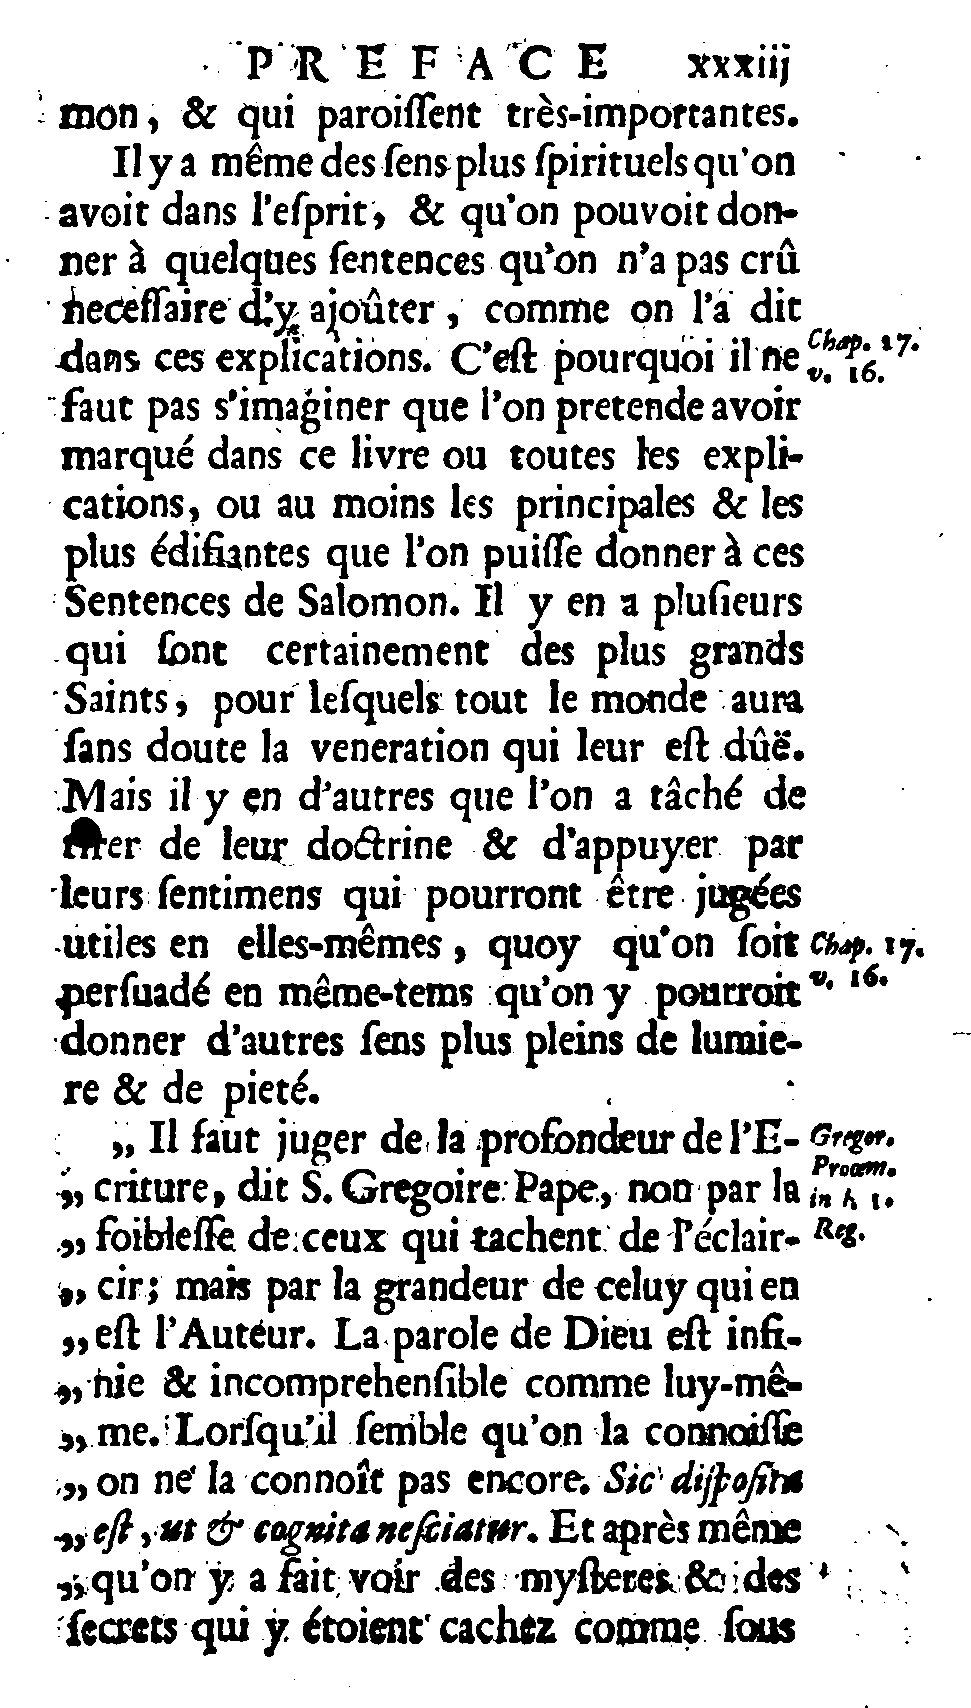 PREFACE xxxiij
mon, & qui paroiſſent très-importantes.
Il y a même des ſens plus ſpirituels qu'on
avoit dans l'eſprit, & qu'on pouvoit don-
ner à quelques ſentences qu'on n'a pas crû
neceſſaire d'y ajoûter, comme on l'a dit
dans ces explications. C'eſt pourquoi il ne
Chap. 17.
v. 16.
faut pas s'imaginer que l'on pretende avoir
marqué dans ce livre ou toutes les expli-
cations, ou au moins les principales & les
plus édifiantes que l'on puiſſe donner à ces
Sentences de Salomon. Il y en a pluſieurs
qui ſont certainement des plus grands
Saints, pour leſquels tout le monde aura
ſans doute la veneration qui leur eſt dûë.
Mais il y en d'autres que l'on a tâché de
tirer de leur doctrine & d'appuyer par
leurs ſentimens qui pourront être jugées
utiles en elles-mêmes, quoy qu'on ſoit
Chap. 17.
v. 16.
perſuadé en même-tems qu'on y pourroit
donner d'autres ſens plus pleins de lumie-
re & de pieté.
„ Il faut juger de la profondeur de l'E-
Gregor.
Proœm.
in h 1.
Reg.
„ criture, dit S. Gregoire Pape, non par la
„ foibleſſe de ceux qui tachent de l'éclair-
„ cir; mais par la grandeur de celuy qui en
„ eſt l'Auteur. La parole de Dieu eſt infi-
„ nie & incomprehenſible comme luy-mê-
„ me. Lorſqu'il ſemble qu'on la connoiſſe
„ on ne la connoît pas encore. Sic diſpoſita
„ eſt, ut & cognita neſciatur. Et après même
„ qu'on y a fait voir des myſteres & des
ſecrets qui y étoient cachez comme ſous